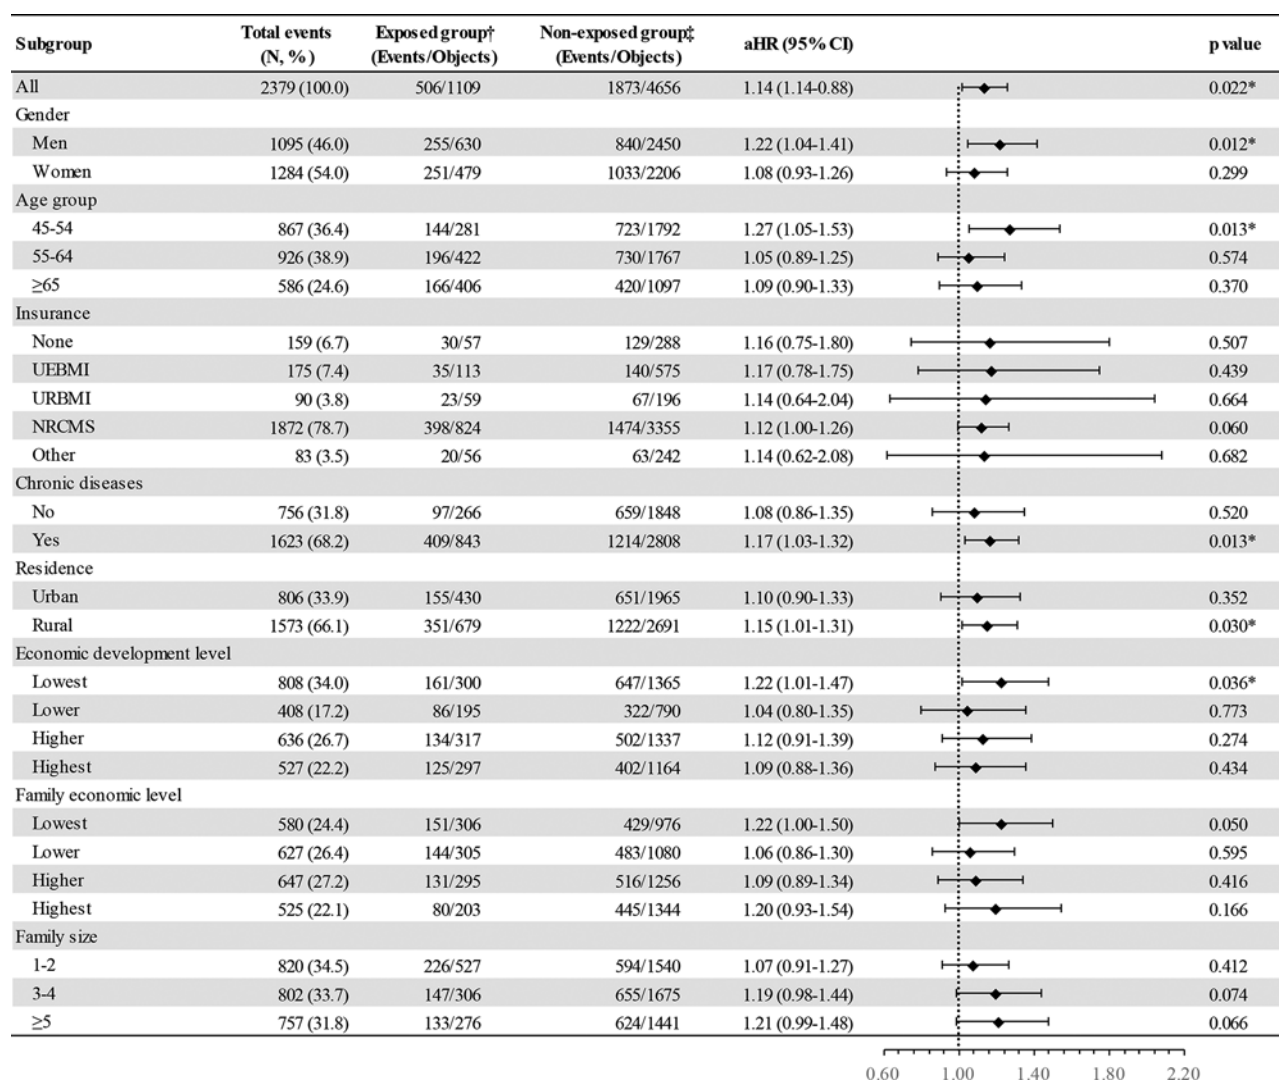 Subgroup Total events (N, %) Exposed group† (Events/Objects) Non-exposed group‡ (Events/Objects) aHR (95% CI) p value
All 2379 (100.0) 506/1109 1873/4656 1.14 (1.14-0.88) 0.022*
Gender
Men 1095 (46.0) 255/630 840/2450 1.22 (1.04-1.41) 0.012*
Women 1284 (54.0) 251/479 1033/2206 1.08 (0.93-1.26) 0.299
Age group
45-54 867 (36.4) 144/281 723/1792 1.27 (1.05-1.53) 0.013*
55-64 926 (38.9) 196/422 730/1767 1.05 (0.89-1.25) 0.574
≥65 586 (24.6) 166/406 420/1097 1.09 (0.90-1.33) 0.370
Insurance
None 159 (6.7) 30/57 129/288 1.16 (0.75-1.80) 0.507
UEBMI 175 (7.4) 35/113 140/575 1.17 (0.78-1.75) 0.439
URBMI 90 (3.8) 23/59 67/196 1.14 (0.64-2.04) 0.664
NRCMS 1872 (78.7) 398/824 1474/3355 1.12 (1.00-1.26) 0.060
Other 83 (3.5) 20/56 63/242 1.14 (0.62-2.08) 0.682
Chronic diseases
No 756 (31.8) 97/266 659/1848 1.08 (0.86-1.35) 0.520
Yes 1623 (68.2) 409/843 1214/2808 1.17 (1.03-1.32) 0.013*
Residence
Urban 806 (33.9) 155/430 651/1965 1.10 (0.90-1.33) 0.352
Rural 1573 (66.1) 351/679 1222/2691 1.15 (1.01-1.31) 0.030*
Economic development level
Lowest 808 (34.0) 161/300 647/1365 1.22 (1.01-1.47) 0.036*
Lower 408 (17.2) 86/195 322/790 1.04 (0.80-1.35) 0.773
Higher 636 (26.7) 134/317 502/1337 1.12 (0.91-1.39) 0.274
Highest 527 (22.2) 125/297 402/1164 1.09 (0.88-1.36) 0.434
Family economic level
Lowest 580 (24.4) 151/306 429/976 1.22 (1.00-1.50) 0.050
Lower 627 (26.4) 144/305 483/1080 1.06 (0.86-1.30) 0.595
Higher 647 (27.2) 131/295 516/1256 1.09 (0.89-1.34) 0.416
Highest 525 (22.1) 80/203 445/1344 1.20 (0.93-1.54) 0.166
Family size
1-2 820 (34.5) 226/527 594/1540 1.07 (0.91-1.27) 0.412
3-4 802 (33.7) 147/306 655/1675 1.19 (0.98-1.44) 0.074
≥5 757 (31.8) 133/276 624/1441 1.21 (0.99-1.48) 0.066
0.60 1.00 1.40 1.80 2.20